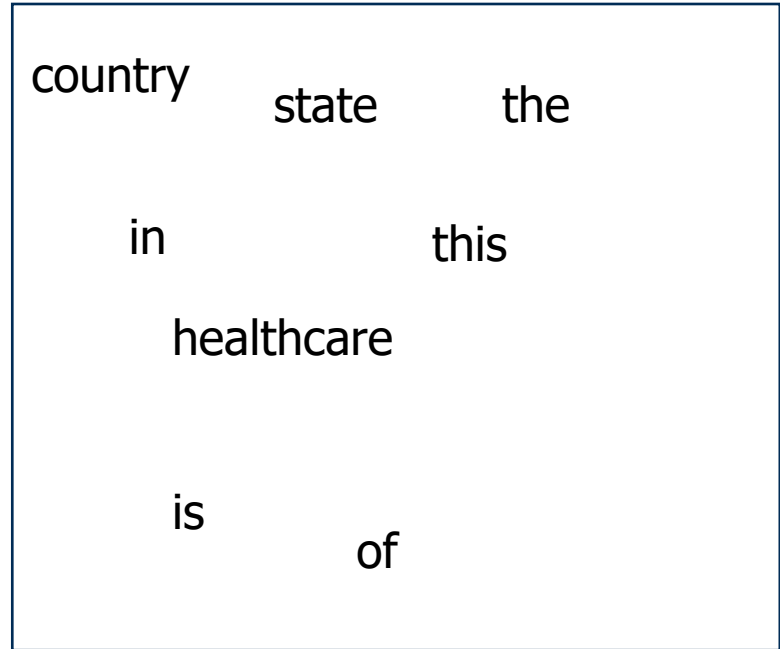 country
state the
in this
healthcare
is
of